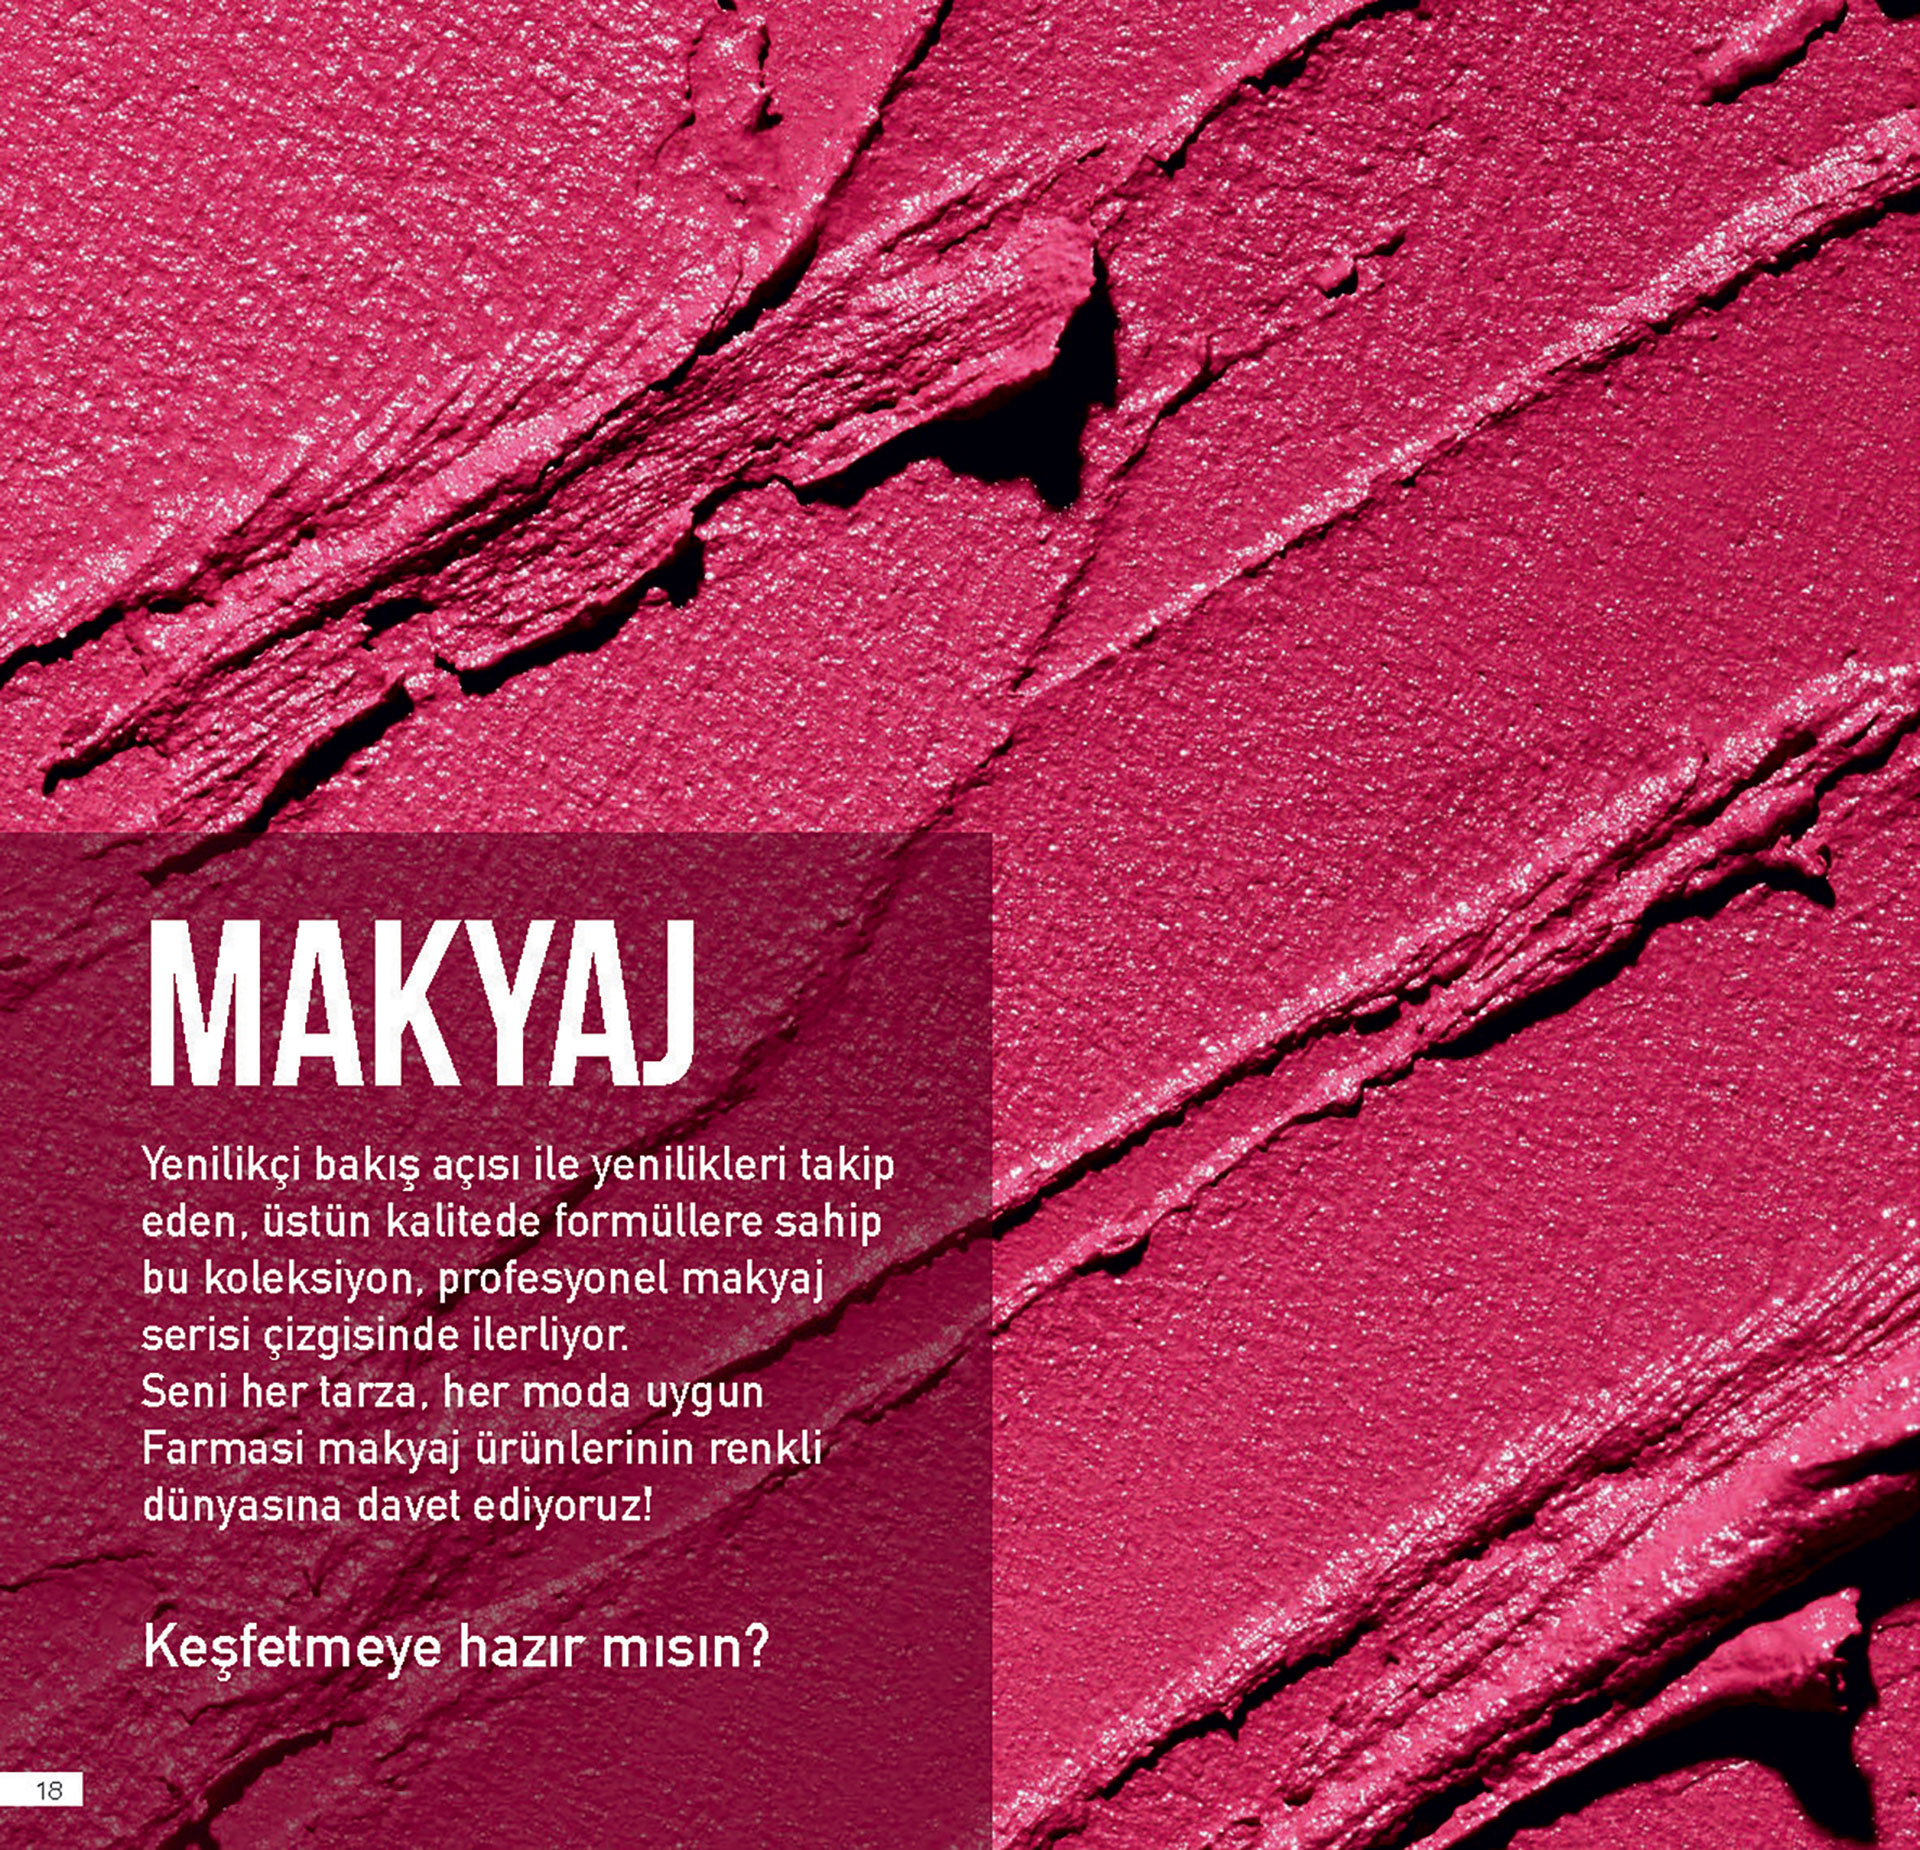 MAKYAJ
Yenilikçi bakış açısı ile yenilikleri takip
eden, üstün kalitede formüllere sahip
bu koleksiyon, profesyonel makyaj
serisi çizgisinde ilerliyor.
Seni her tarza, her moda uygun
Farmasi makyaj ürünlerinin renkli
dünyasına davet ediyoruz!
Keşfetmeye hazır mısın?
18